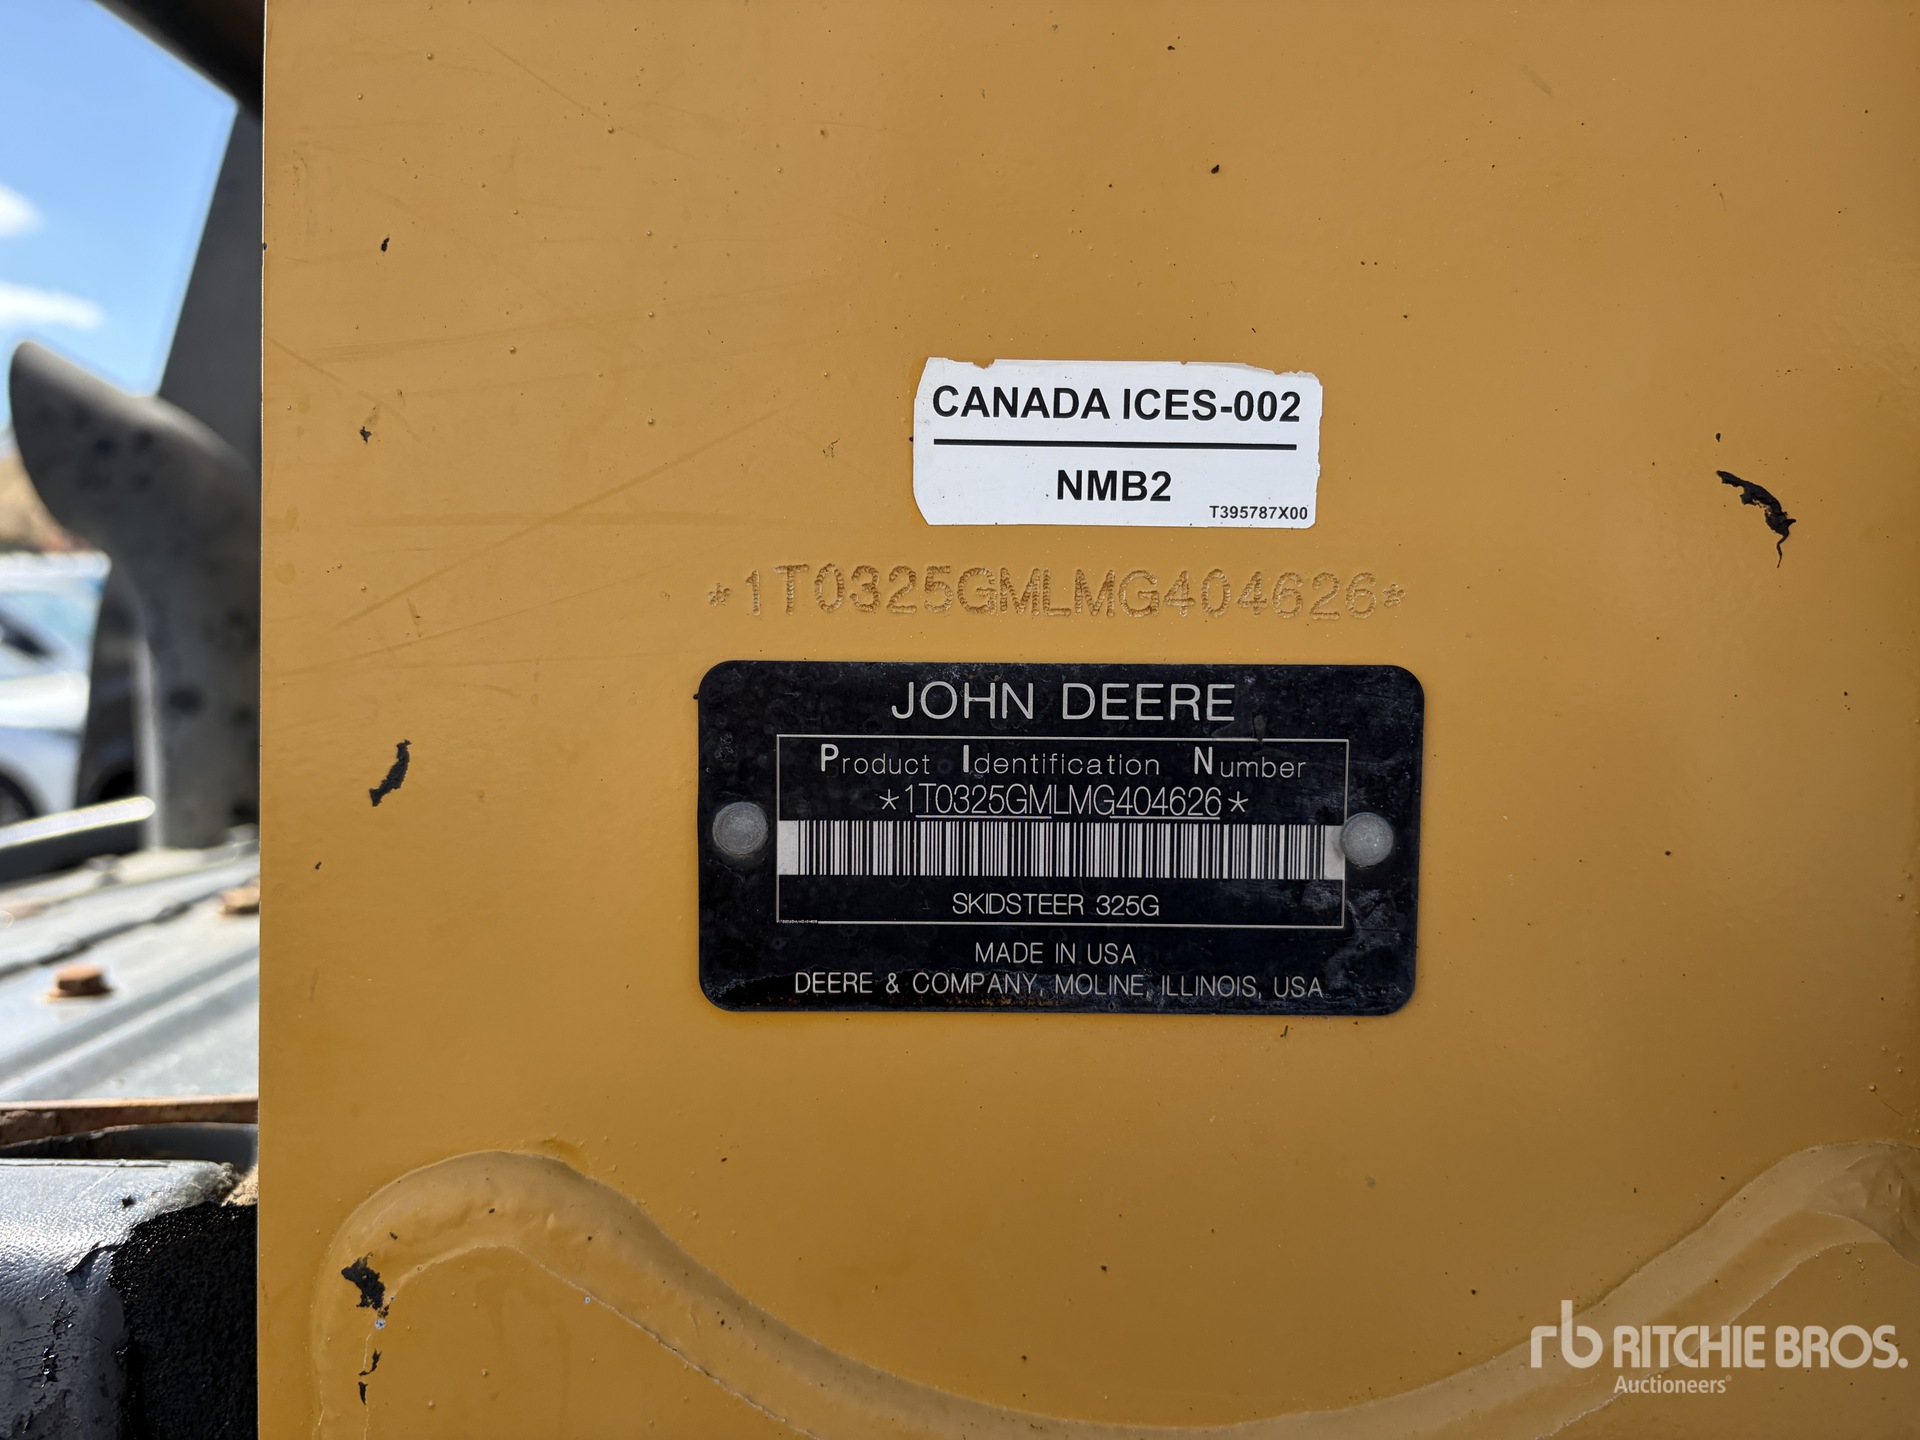 CANADA ICES-002
NMB2
T395787X00
*1T0325GMLMG404626*
JOHN DEERE
Product Identification Number
*1T0325GMLMG404626*
SKIDSTEER 325G
MADE IN USA
DEERE & COMPANY, MOLINE, ILLINOIS, USA
rb RITCHIE BROS.
Auctioneers®